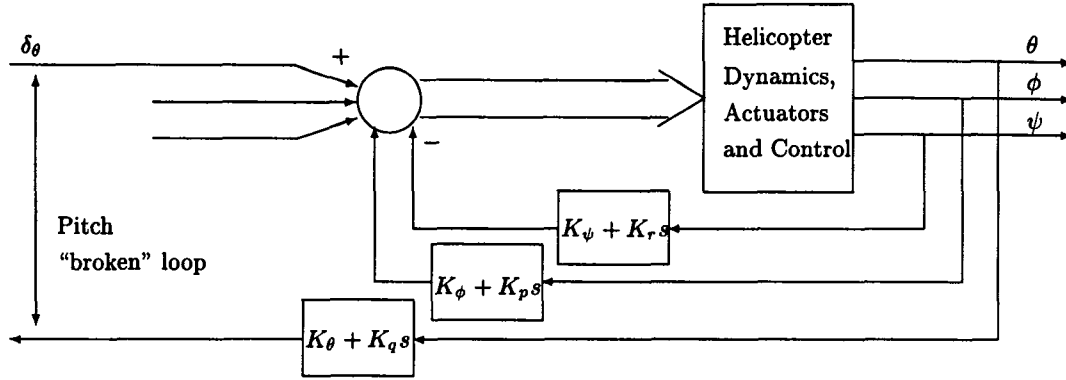 δ_θ
+
−
Helicopter
Dynamics,
Actuators
and Control
θ
ϕ
ψ
K_ψ + K_r s
K_ϕ + K_p s
K_θ + K_q s
Pitch
“broken” loop